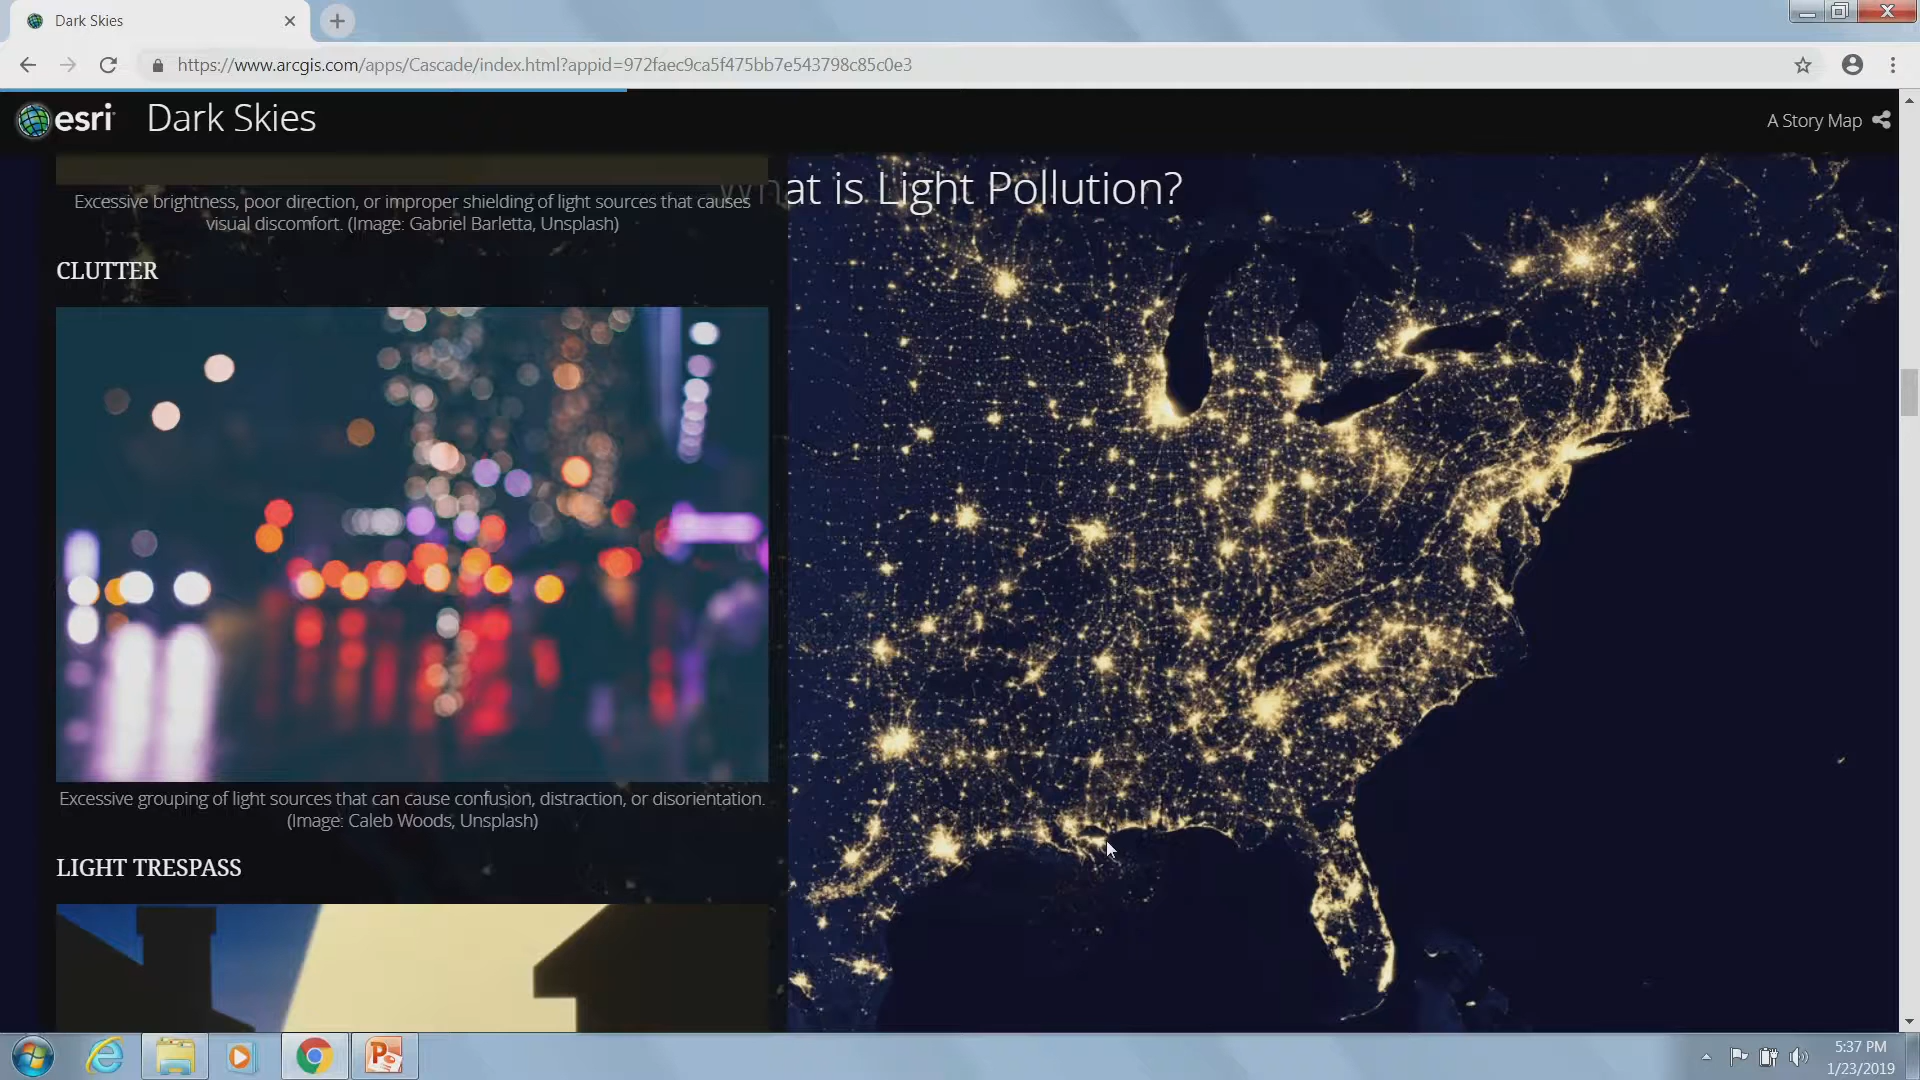 Dark Skies
https://www.arcgis.com/apps/Cascade/index.html?appid=972faec9ca5f475bb7e543798c85c0e3
esri
Dark Skies
A Story Map
What is Light Pollution?
Excessive brightness, poor direction, or improper shielding of light sources that causes
visual discomfort. (Image: Gabriel Barletta, Unsplash)
CLUTTER
Excessive grouping of light sources that can cause confusion, distraction, or disorientation.
(Image: Caleb Woods, Unsplash)
LIGHT TRESPASS
5:37 PM
1/23/2019